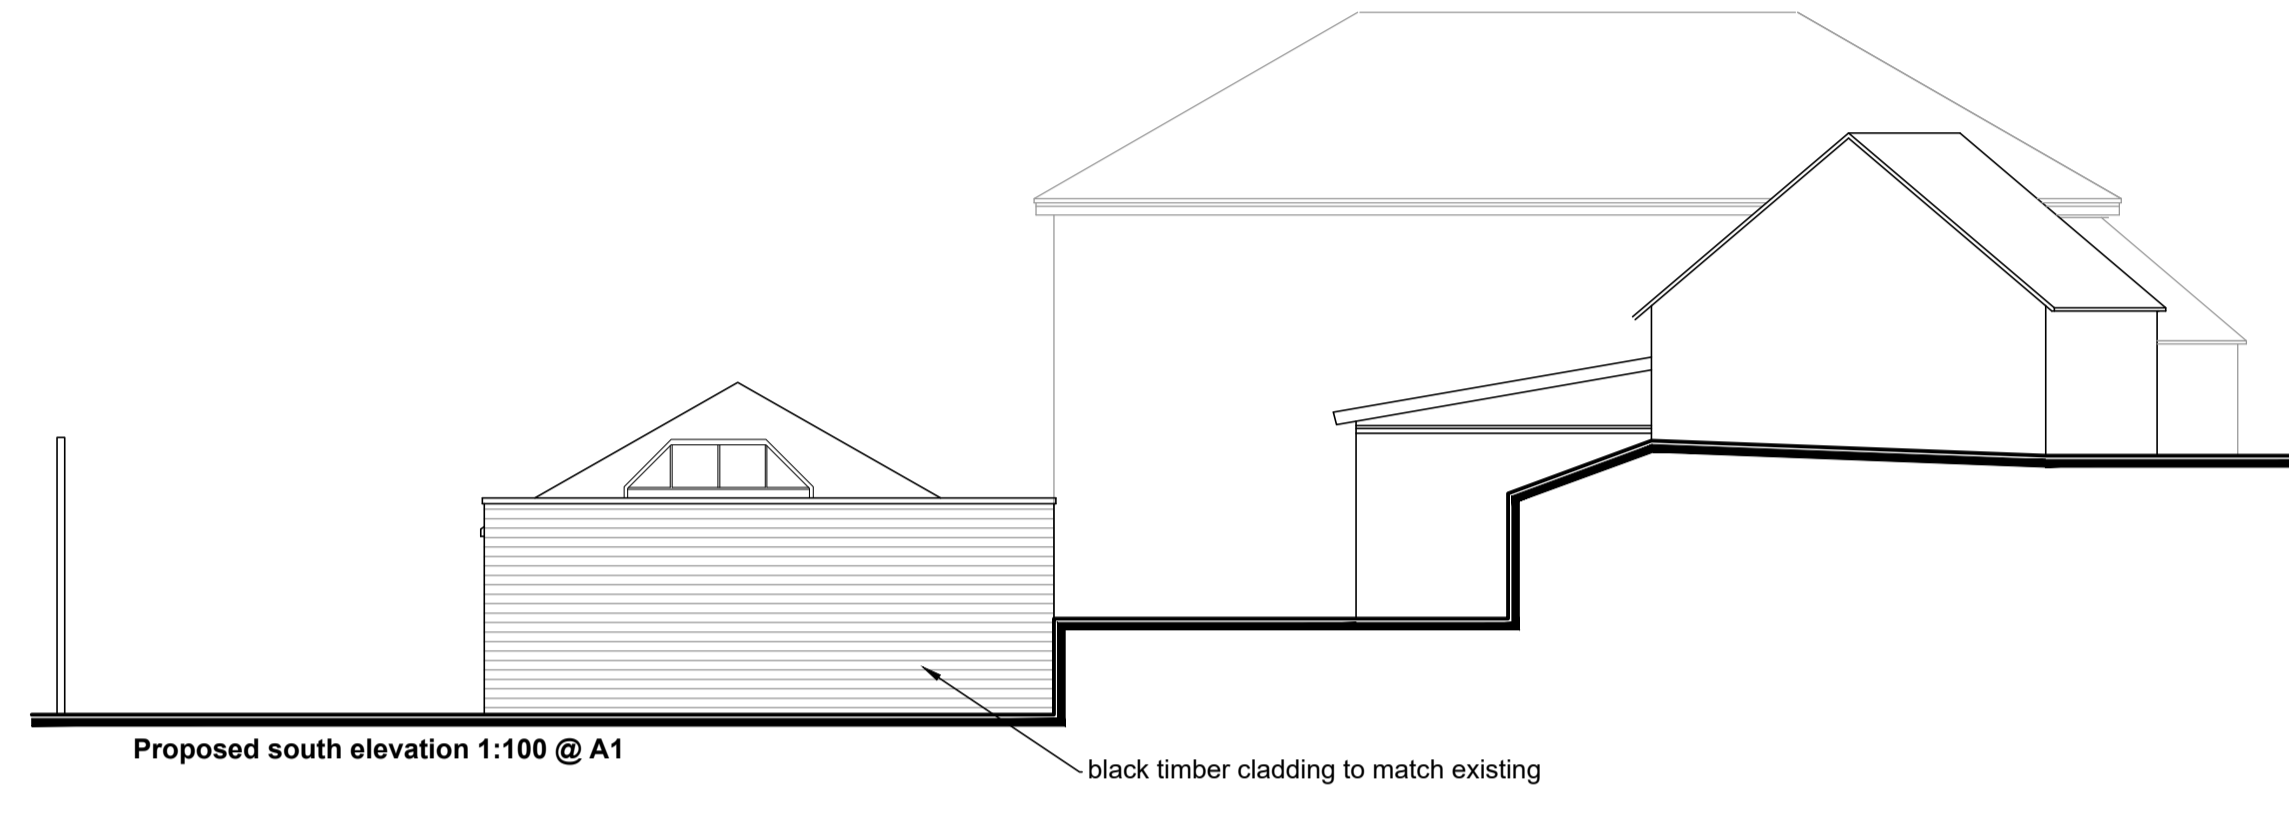 Proposed south elevation 1:100 @ A1
black timber cladding to match existing